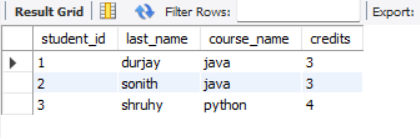 Result Grid Filter Rows: Export:
student_id last_name course_name credits
1 durjay java 3
2 sonith java 3
3 shruhy python 4